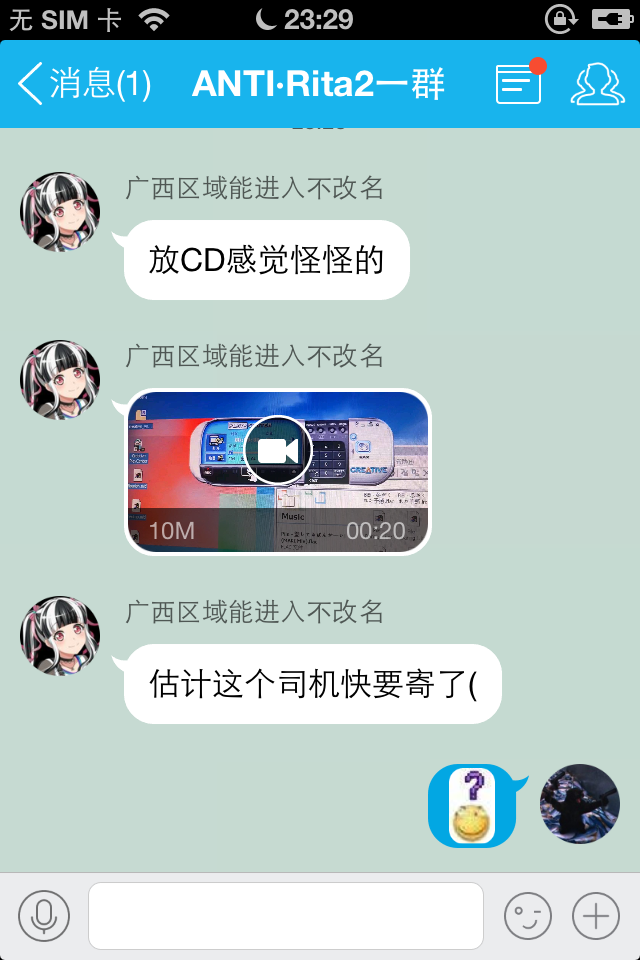 无 SIM 卡
23:29
消息(1)
ANTI·Rita2一群
广西区域能进入不改名
放CD感觉怪怪的
广西区域能进入不改名
CREATIVE
Music
10M
00:20
广西区域能进入不改名
估计这个司机快要寄了(
?